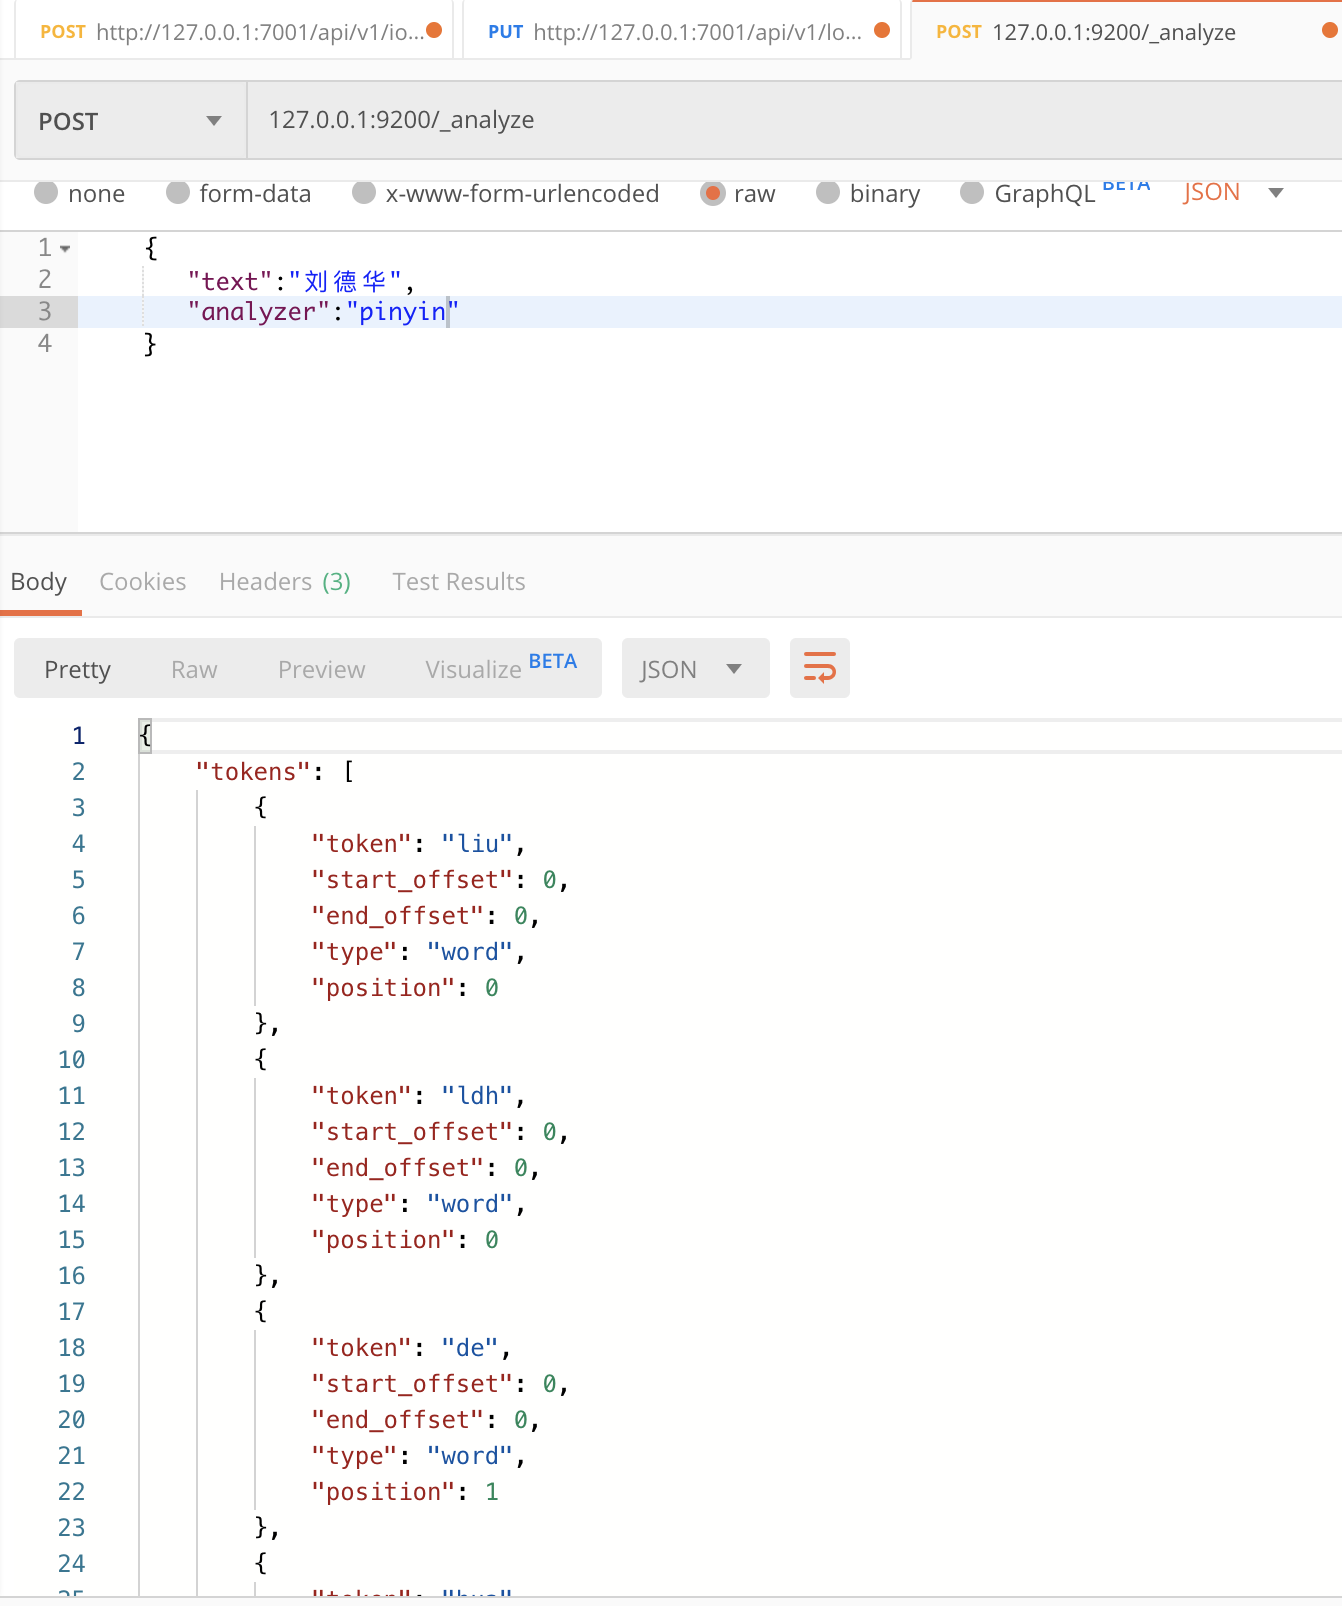 POST http://127.0.0.1:7001/api/v1/io... PUT http://127.0.0.1:7001/api/v1/lo... POST 127.0.0.1:9200/_analyze
POST 127.0.0.1:9200/_analyze
none form-data x-www-form-urlencoded raw binary GraphQL BETA JSON
1 {
2 "text":"刘德华",
3 "analyzer":"pinyin"
4 }
Body Cookies Headers (3) Test Results
Pretty Raw Preview Visualize BETA JSON
1 {
2 "tokens": [
3 {
4 "token": "liu",
5 "start_offset": 0,
6 "end_offset": 0,
7 "type": "word",
8 "position": 0
9 },
10 {
11 "token": "ldh",
12 "start_offset": 0,
13 "end_offset": 0,
14 "type": "word",
15 "position": 0
16 },
17 {
18 "token": "de",
19 "start_offset": 0,
20 "end_offset": 0,
21 "type": "word",
22 "position": 1
23 },
24 {
25 "token": "hua"